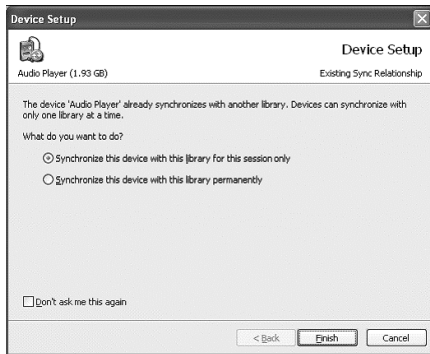 Device Setup
Device Setup
Audio Player (1.93 GB)
Existing Sync Relationship
The device 'Audio Player' already synchronizes with another library. Devices can synchronize with
only one library at a time.
What do you want to do?
Synchronize this device with this library for this session only
Synchronize this device with this library permanently
Don't ask me this again
< Back
Finish
Cancel